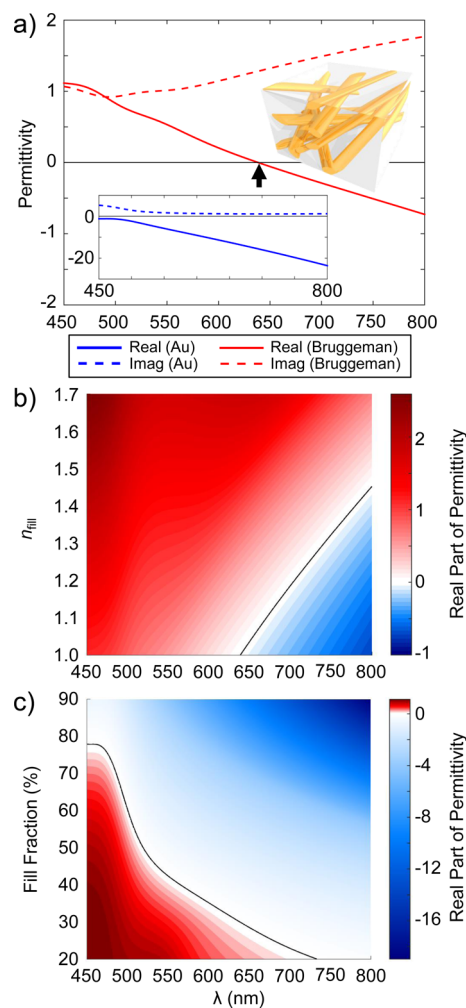 a)
2
1
0
-1
-2
Permittivity
0
-20
450
800
450 500 550 600 650 700 750 800
Real (Au)
Real (Bruggeman)
Imag (Au)
Imag (Bruggeman)
b)
1.7
1.6
1.5
1.4
1.3
1.2
1.1
1.0
nfill
450 500 550 600 650 700 750 800
2
1
0
-1
Real Part of Permittivity
c)
90
80
70
60
50
40
30
20
Fill Fraction (%)
450 500 550 600 650 700 750 800
λ (nm)
0
-4
-8
-12
-16
Real Part of Permittivity